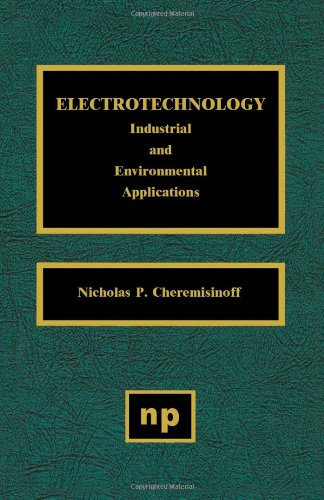 ELECTROTECHNOLOGY
Industrial
and
Environmental
Applications
Nicholas P. Cheremisinoff
np